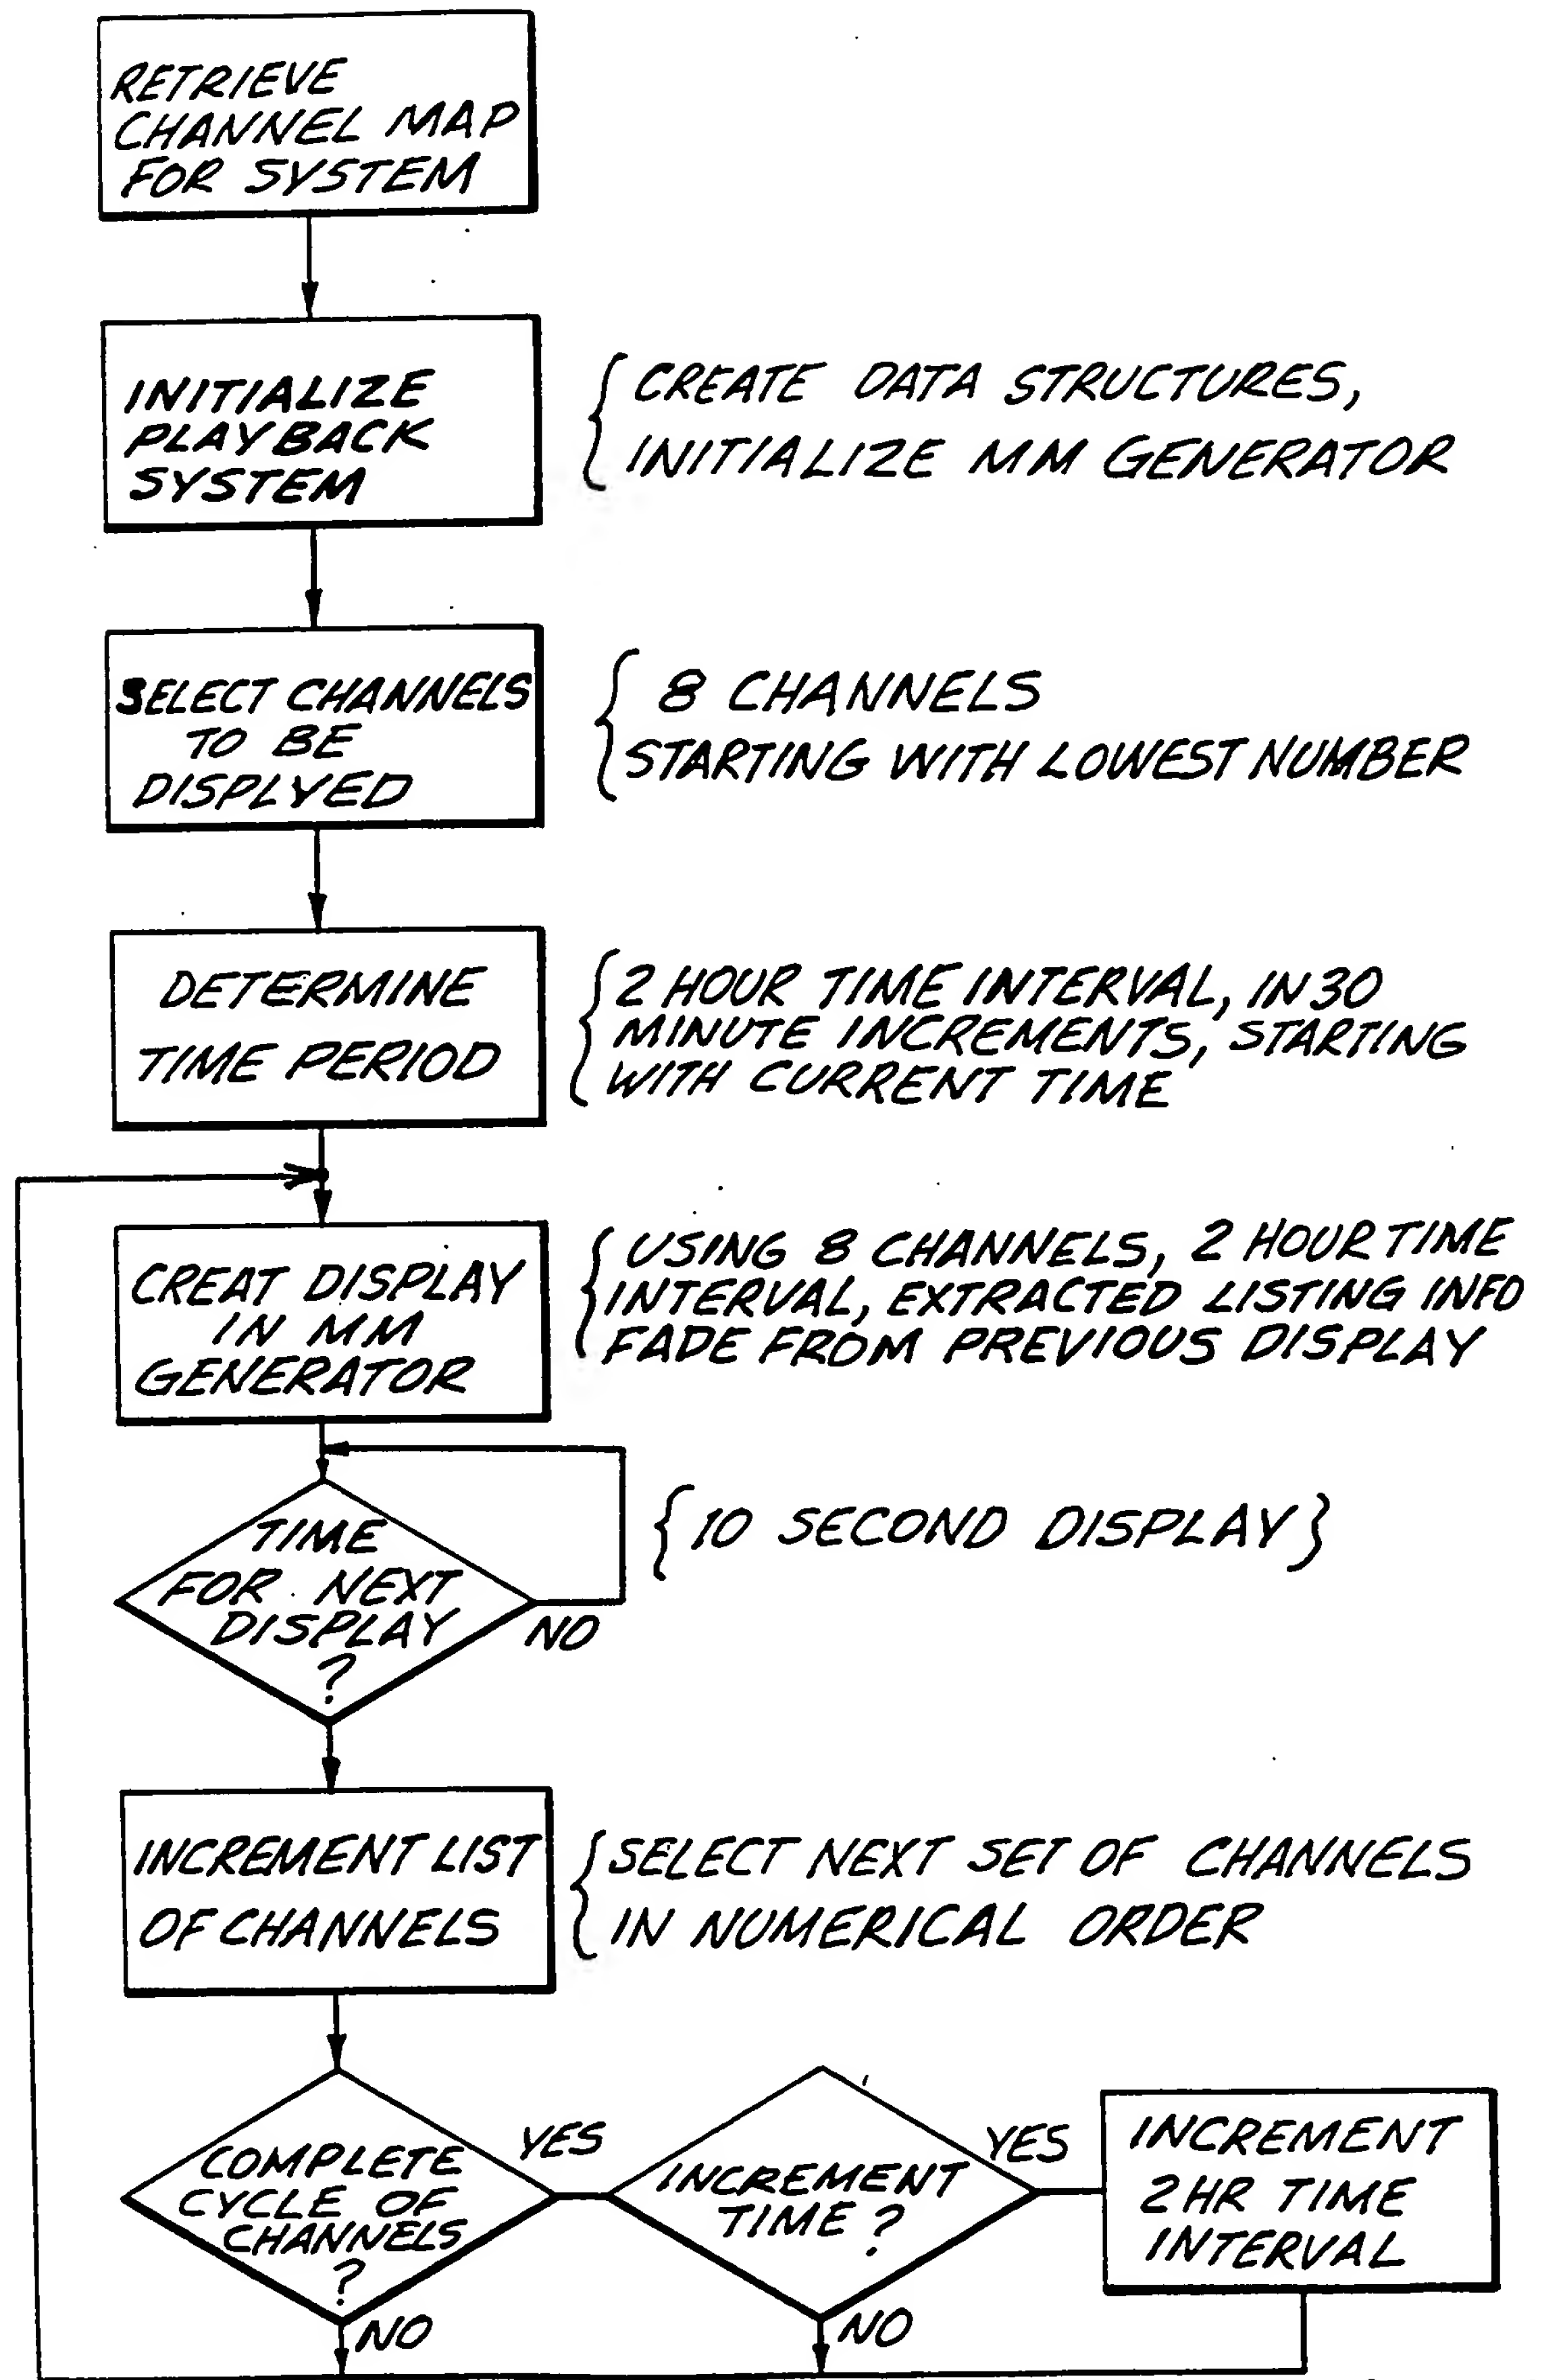 RETRIEVE
CHANNEL MAP
FOR SYSTEM
INITIALIZE
PLAYBACK
SYSTEM
{ CREATE DATA STRUCTURES,
INITIALIZE MM GENERATOR
SELECT CHANNELS
TO BE
DISPLYED
{ 8 CHANNELS
STARTING WITH LOWEST NUMBER
DETERMINE
TIME PERIOD
{ 2 HOUR TIME INTERVAL, IN 30
MINUTE INCREMENTS, STARTING
WITH CURRENT TIME
CREAT DISPLAY
IN MM
GENERATOR
{ USING 8 CHANNELS, 2 HOUR TIME
INTERVAL, EXTRACTED LISTING INFO
FADE FROM PREVIOUS DISPLAY
TIME
FOR NEXT
DISPLAY
?
NO
{ 10 SECOND DISPLAY }
INCREMENT LIST
OF CHANNELS
{ SELECT NEXT SET OF CHANNELS
IN NUMERICAL ORDER
COMPLETE
CYCLE OF
CHANNELS
?
YES
NO
INCREMENT
TIME ?
YES
NO
INCREMENT
2 HR TIME
INTERVAL